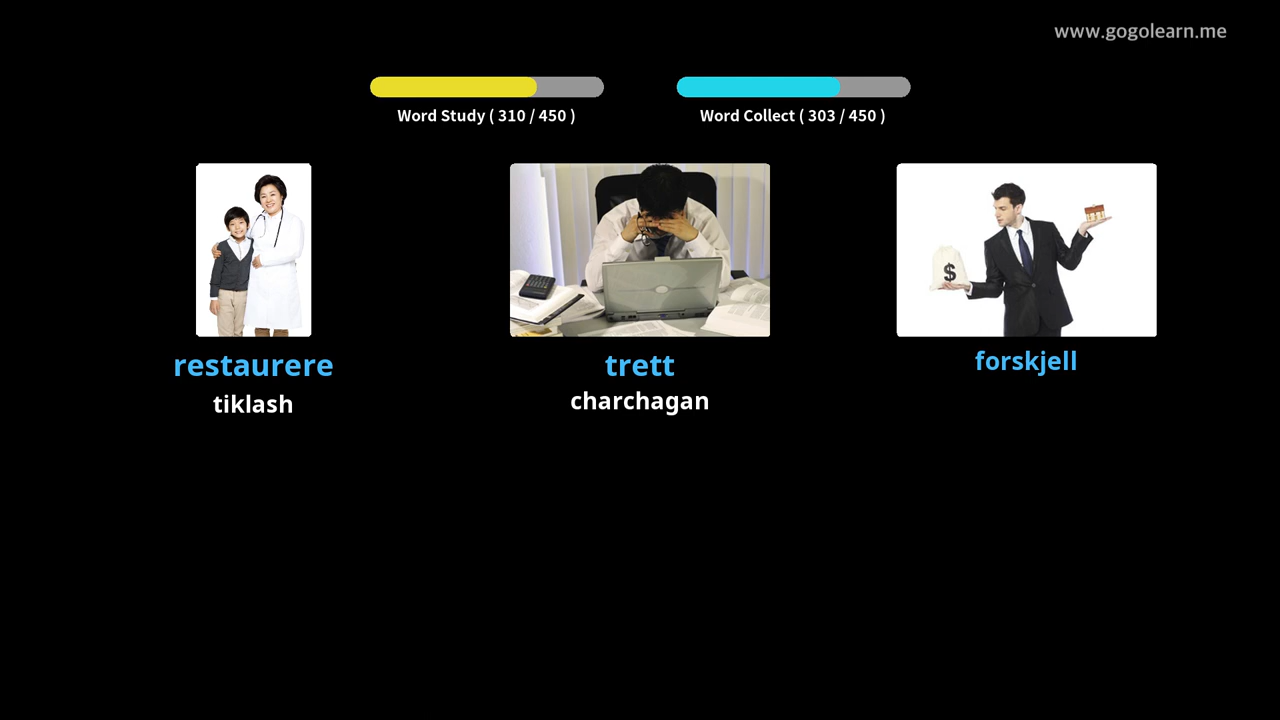 www.gogolearn.me
Word Study ( 310 / 450 )
Word Collect ( 303 / 450 )
restaurere
tiklash
trett
charchagan
forskjell
$